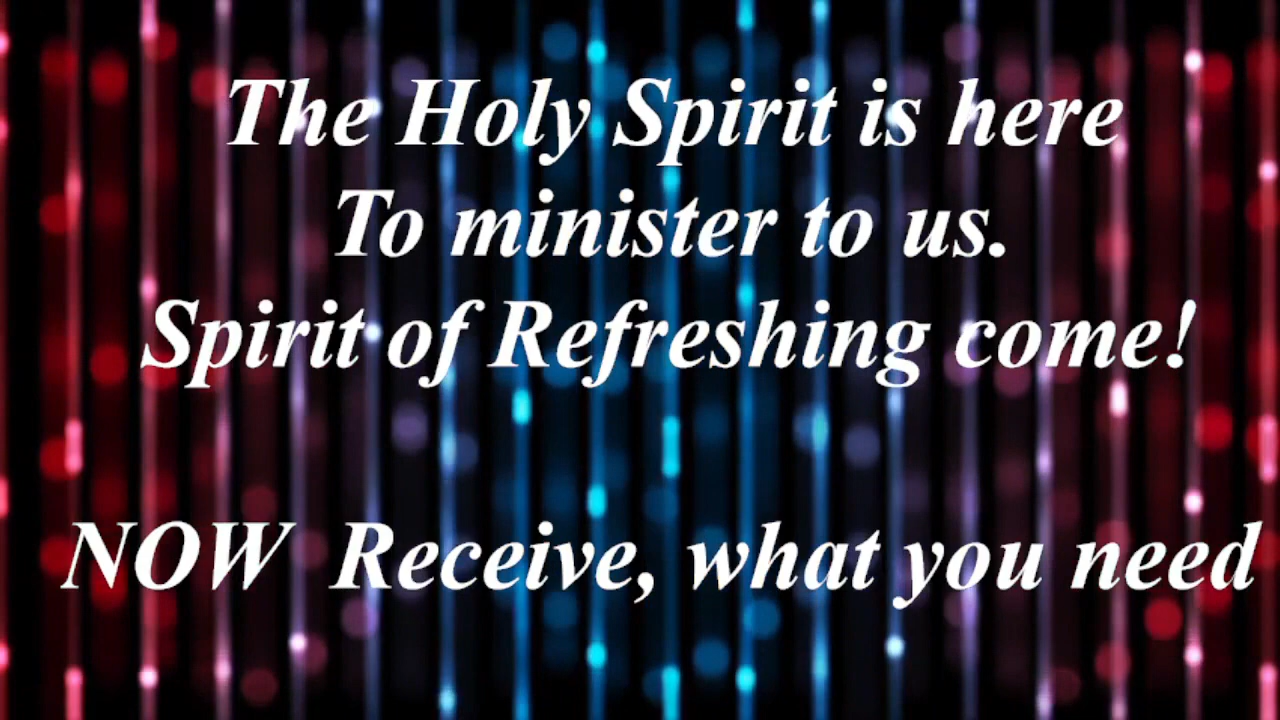 The Holy Spirit is here
To minister to us.
Spirit of Refreshing come!
NOW  Receive, what you need